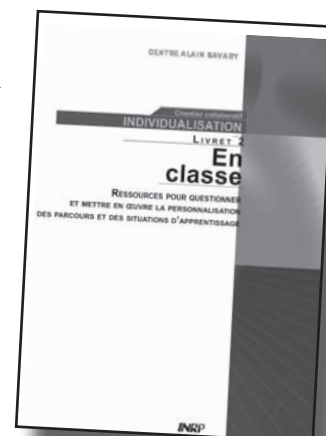 CENTRE ALAIN SAVARY
Chantier collaboratif
INDIVIDUALISATION
LIVRET 2
En
classe
RESSOURCES POUR QUESTIONNER
ET METTRE EN ŒUVRE LA PERSONNALISATION
DES PARCOURS ET DES SITUATIONS D'APPRENTISSAGE
INRP